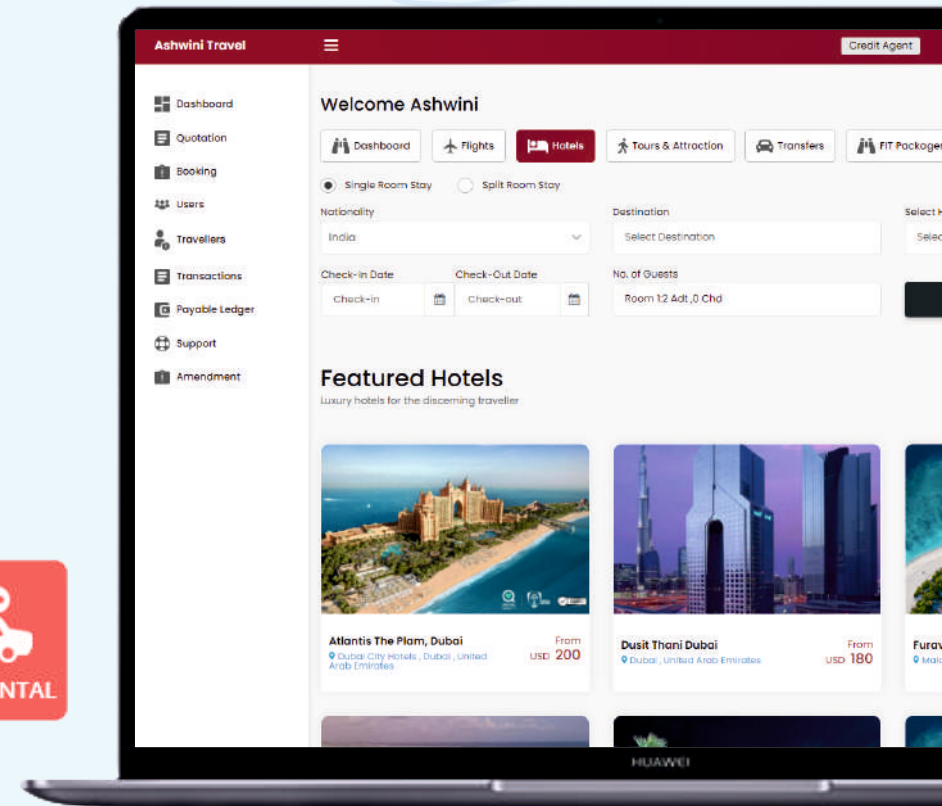 Ashwini Travel
Credit Agent
Dashboard
Quotation
Booking
Users
Travellers
Transactions
Payable Ledger
Support
Amendment
Welcome Ashwini
Dashboard
Flights
Hotels
Tours & Attraction
Transfers
FIT Packages
Single Room Stay
Split Room Stay
Nationality
India
Destination
Select Destination
Select H
Selec
Check-in Date
Check-in
Check-Out Date
Check-out
No. of Guests
Room 1:2 Adt ,0 Chd
Featured Hotels
Luxury hotels for the discerning traveller
Atlantis The Plam, Dubai
Dubai City Hotels , Dubai , United
Arab Emirates
From
USD 200
Dusit Thani Dubai
Dubai , United Arab Emirates
From
USD 180
Furav
Mald
NTAL
HUAWEI